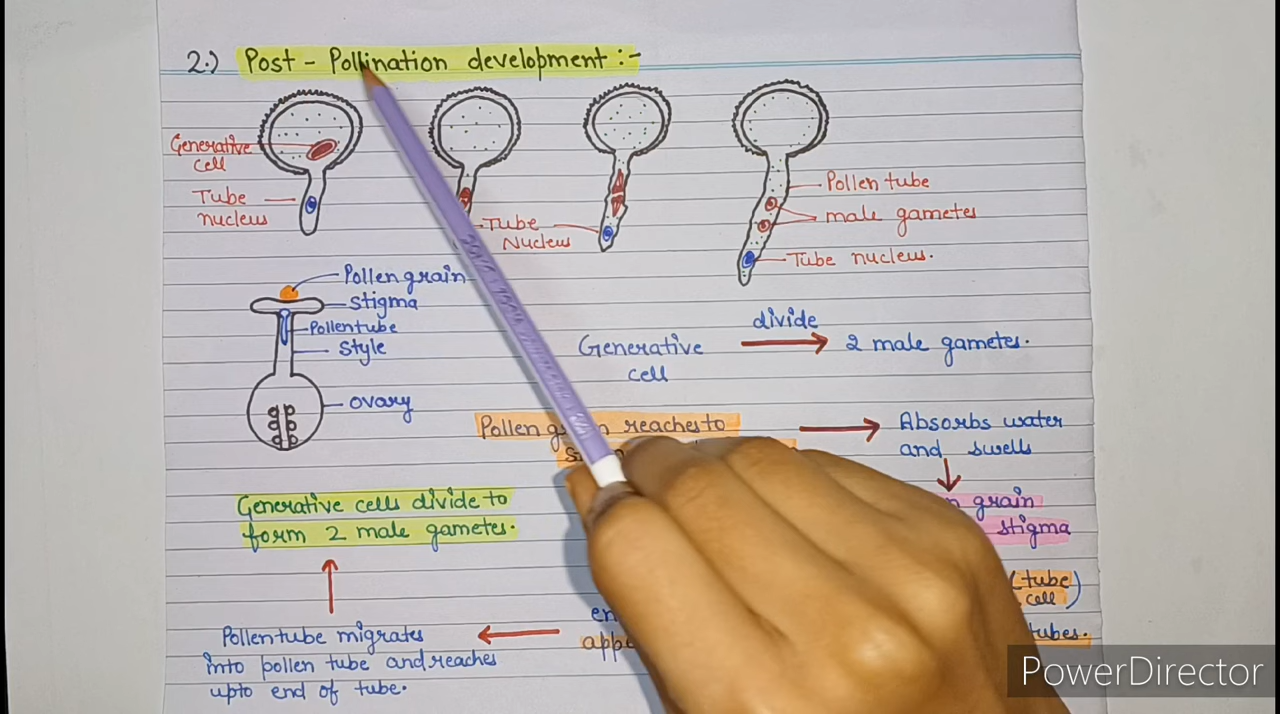 2.) Post - Pollination development :-
Generative
cell
Tube
nucleus
Tube
Nucleus
Pollen tube
male gametes
Tube nucleus.
Pollen grain
stigma
Pollentube
style
ovary
Generative
cell
divide
2 male gametes.
Pollen reaches to
Absorbs water
and swells
grain
stigma
(tube
cell)
tubes.
Pollentube migrates
into pollen tube and reaches
upto end of tube.
Generative cells divide to
form 2 male gametes.
PowerDirector